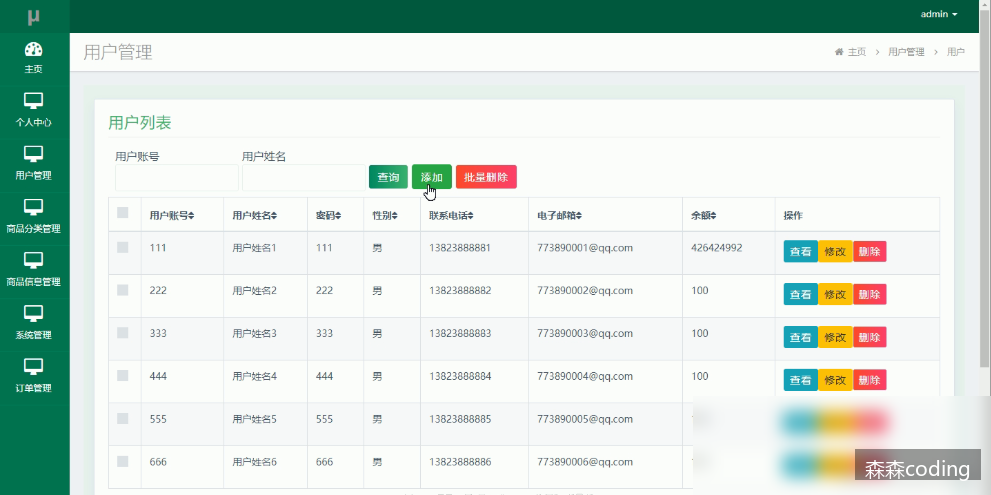 μ
admin
用户管理
主页 > 用户管理 > 用户
主页
个人中心
用户管理
商品分类管理
商品信息管理
系统管理
订单管理
用户列表
用户账号 用户姓名
查询 添加 批量删除
用户账号 用户姓名 密码 性别 联系电话 电子邮箱 余额 操作
111 用户姓名1 111 男 13823888881 773890001@qq.com 426424992 查看 修改 删除
222 用户姓名2 222 男 13823888882 773890002@qq.com 100 查看 修改 删除
333 用户姓名3 333 男 13823888883 773890003@qq.com 100 查看 修改 删除
444 用户姓名4 444 男 13823888884 773890004@qq.com 100 查看 修改 删除
555 用户姓名5 555 男 13823888885 773890005@qq.com
666 用户姓名6 666 男 13823888886 773890006@qq.com
森森coding